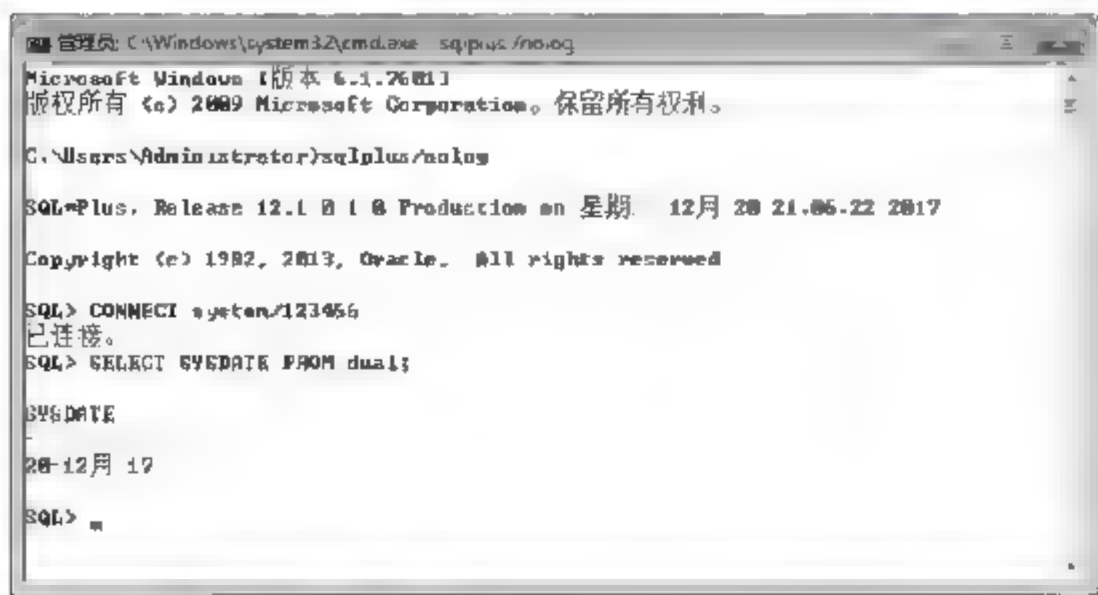 管理员: C:\Windows\system32\cmd.exe - sqlplus /nolog
Microsoft Windows [版本 6.1.7601]
版权所有 (c) 2009 Microsoft Corporation。保留所有权利。
C:\Users\Administrator>sqlplus/nolog
SQL*Plus: Release 12.1.0.1.0 Production on 星期 12月 20 21:06:22 2017
Copyright (c) 1982, 2013, Oracle.  All rights reserved
SQL> CONNECT system/123456
已连接。
SQL> SELECT SYSDATE FROM dual;
SYSDATE
-
20-12月 17
SQL>